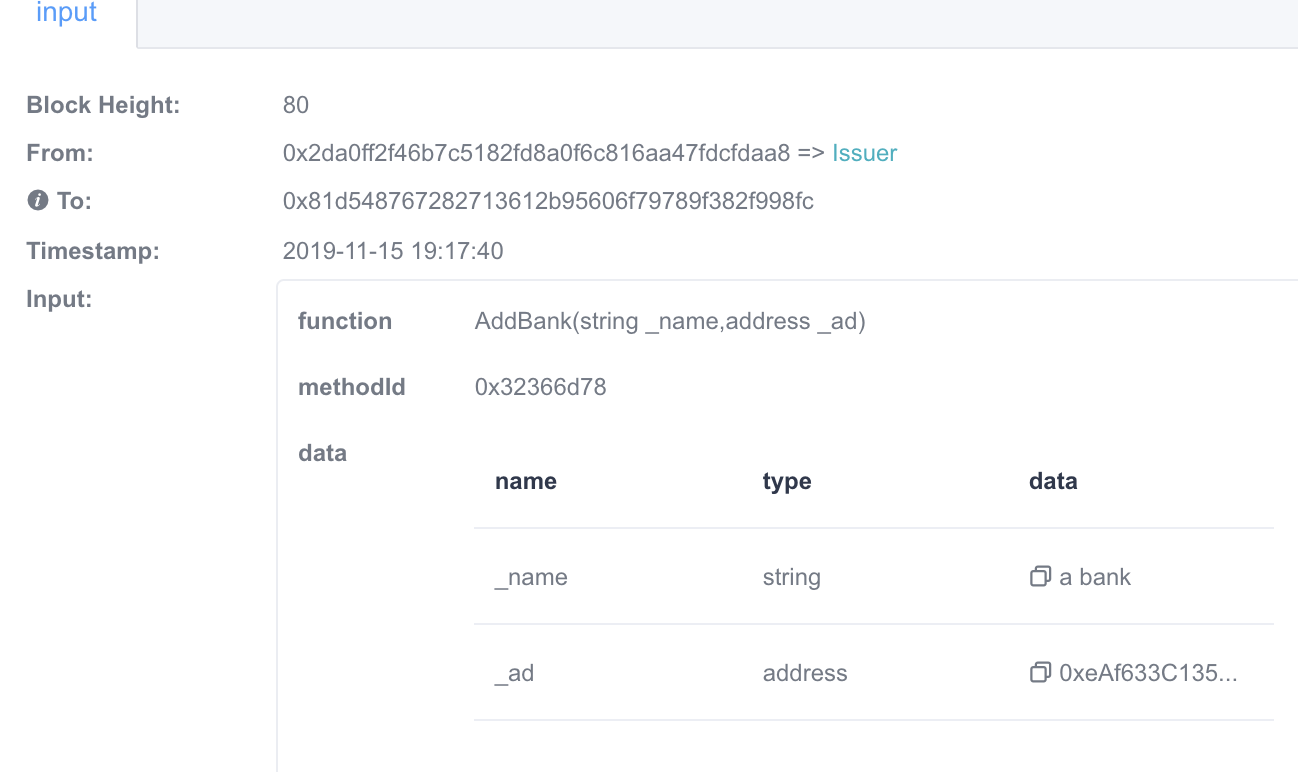 input
Block Height: 80
From: 0x2da0ff2f46b7c5182fd8a0f6c816aa47fdcfdaa8 => Issuer
i To: 0x81d548767282713612b95606f79789f382f998fc
Timestamp: 2019-11-15 19:17:40
Input:
function AddBank(string _name,address _ad)
methodId 0x32366d78
data
name type data
_name string a bank
_ad address 0xeAf633C135...